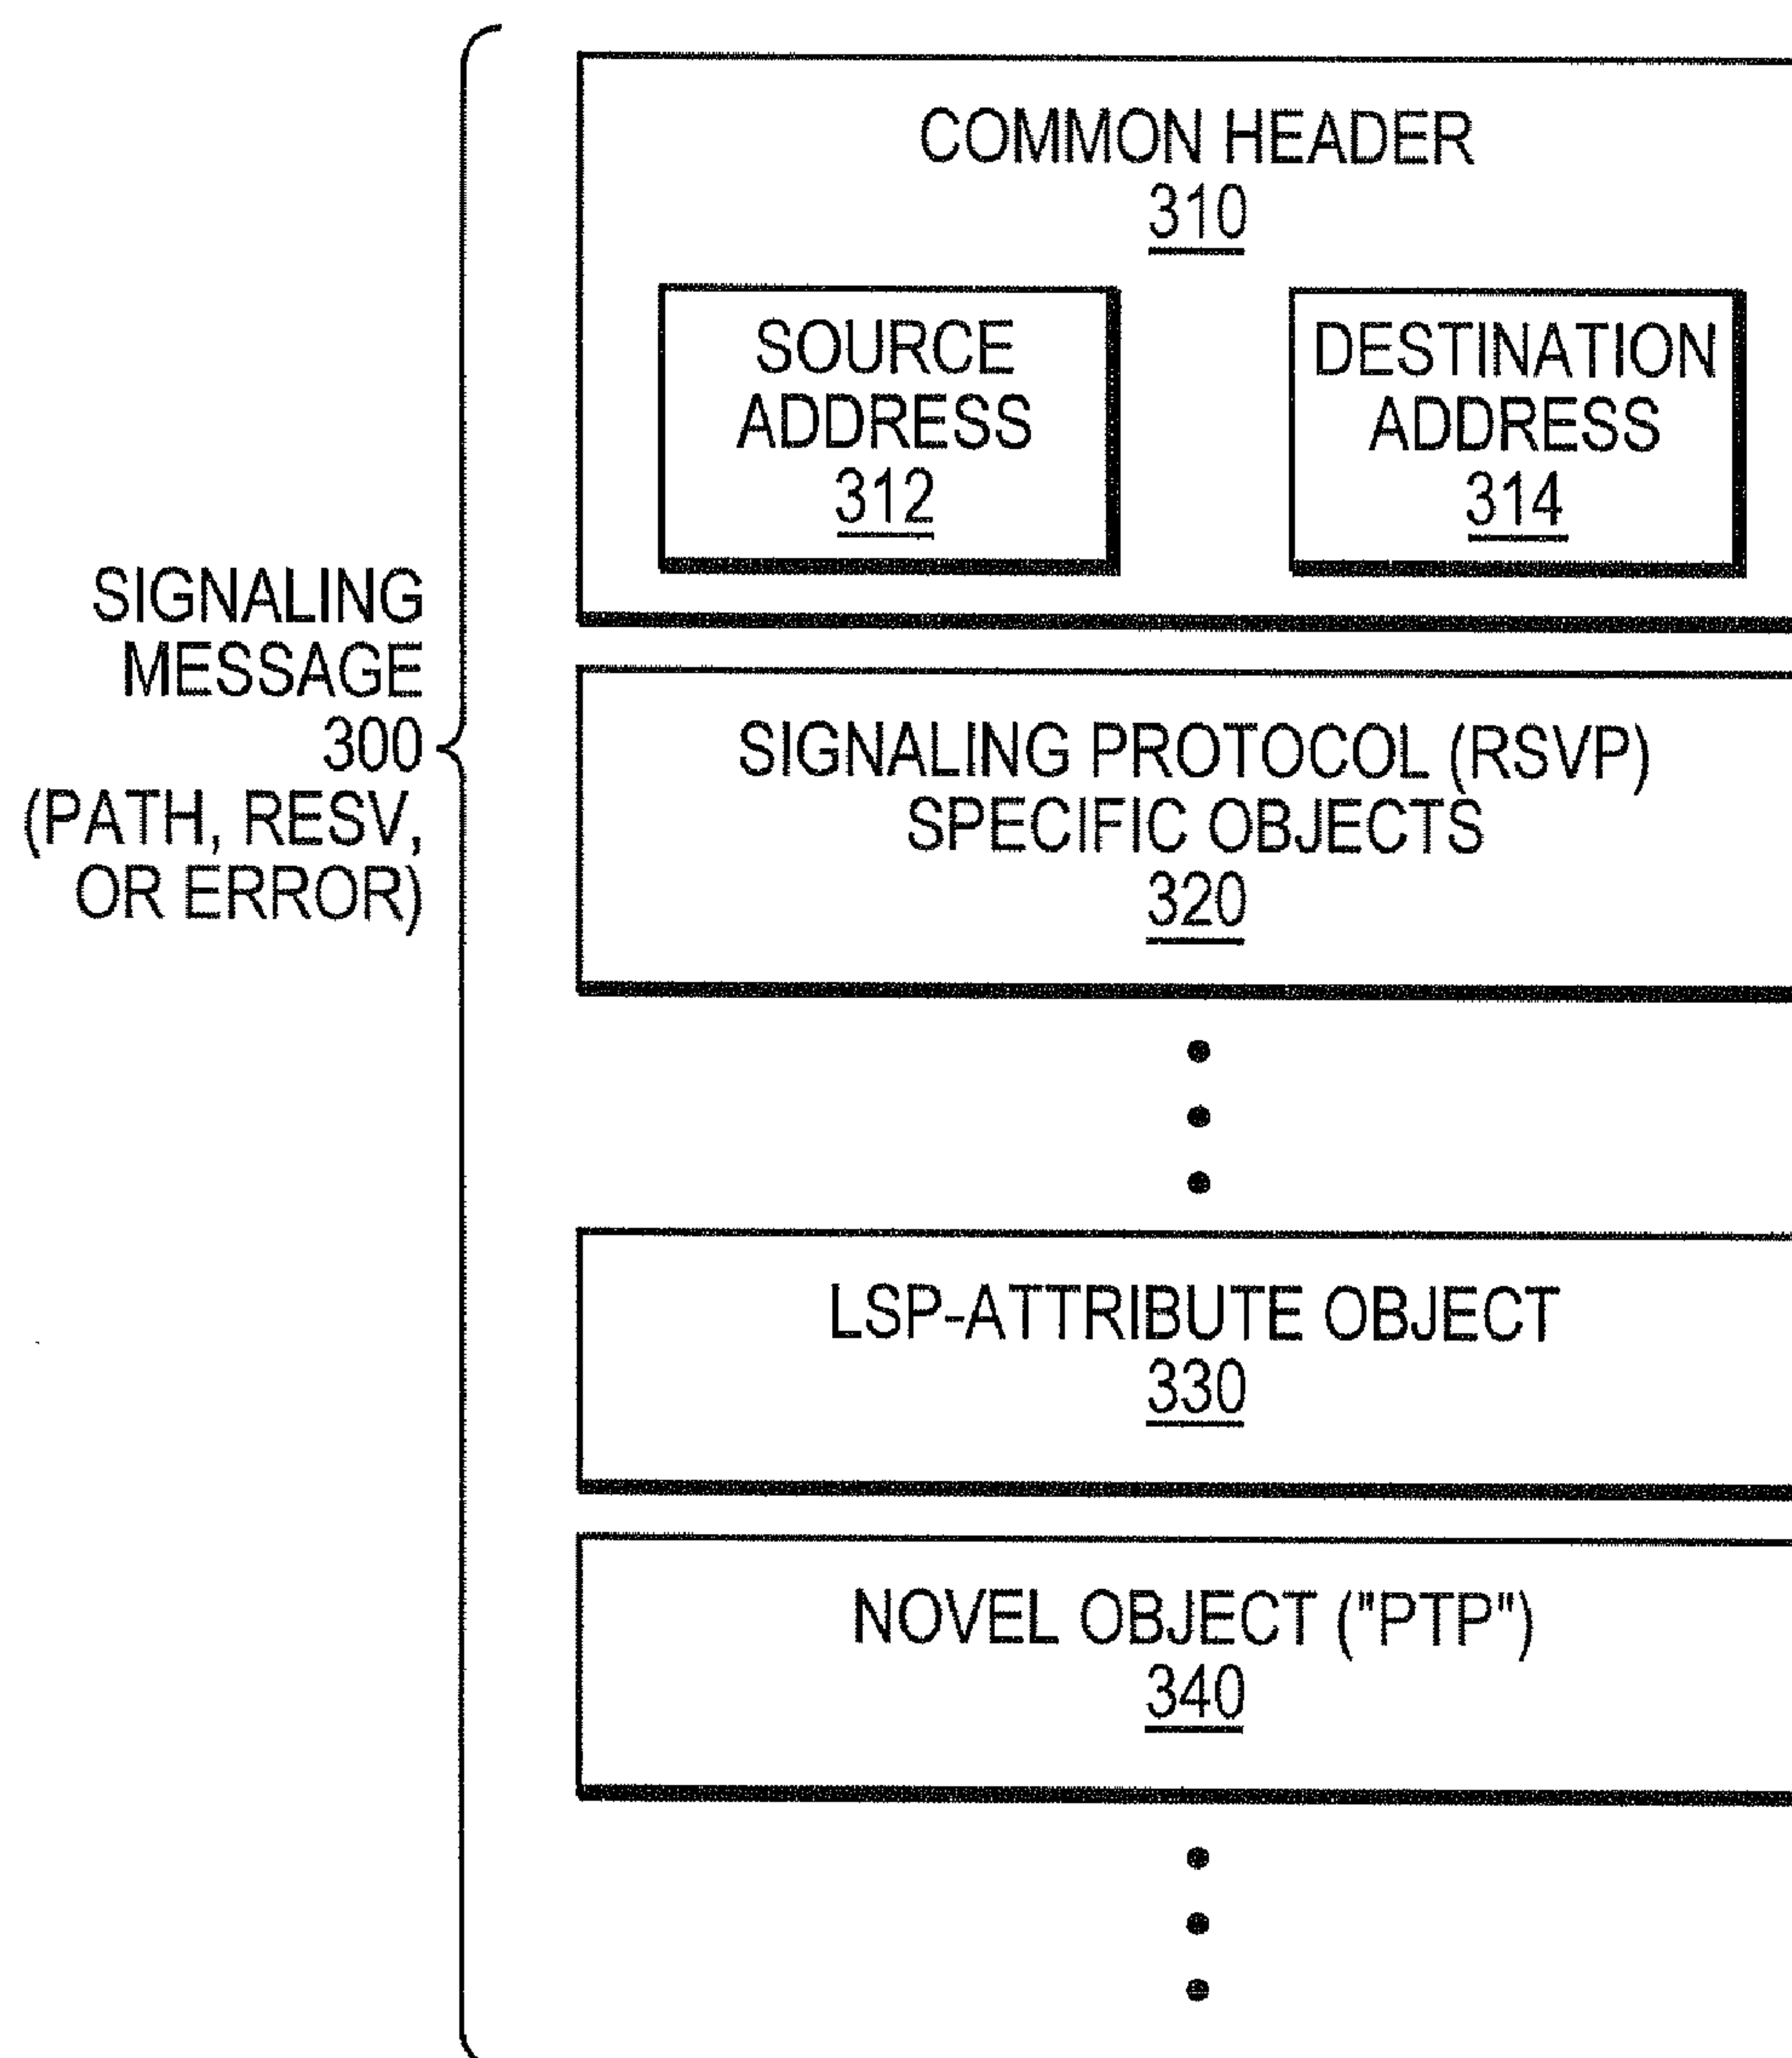 COMMON HEADER
310
SOURCE
ADDRESS
312
DESTINATION
ADDRESS
314
SIGNALING
MESSAGE
300
(PATH, RESV,
OR ERROR)
SIGNALING PROTOCOL (RSVP)
SPECIFIC OBJECTS
320
LSP-ATTRIBUTE OBJECT
330
NOVEL OBJECT ("PTP")
340